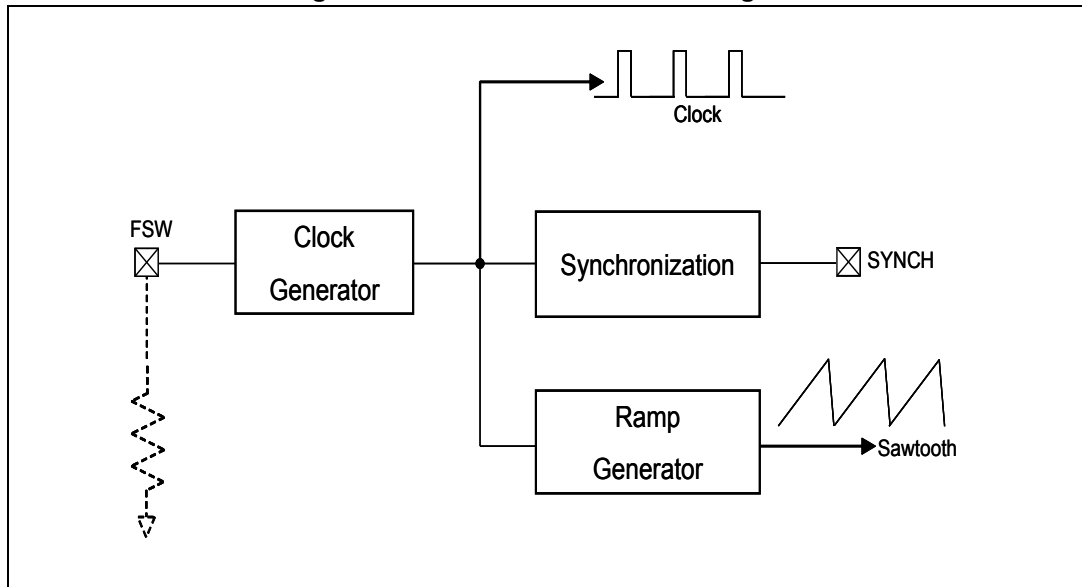 Clock
FSW
Clock
Generator
Synchronization
SYNCH
Ramp
Generator
Sawtooth